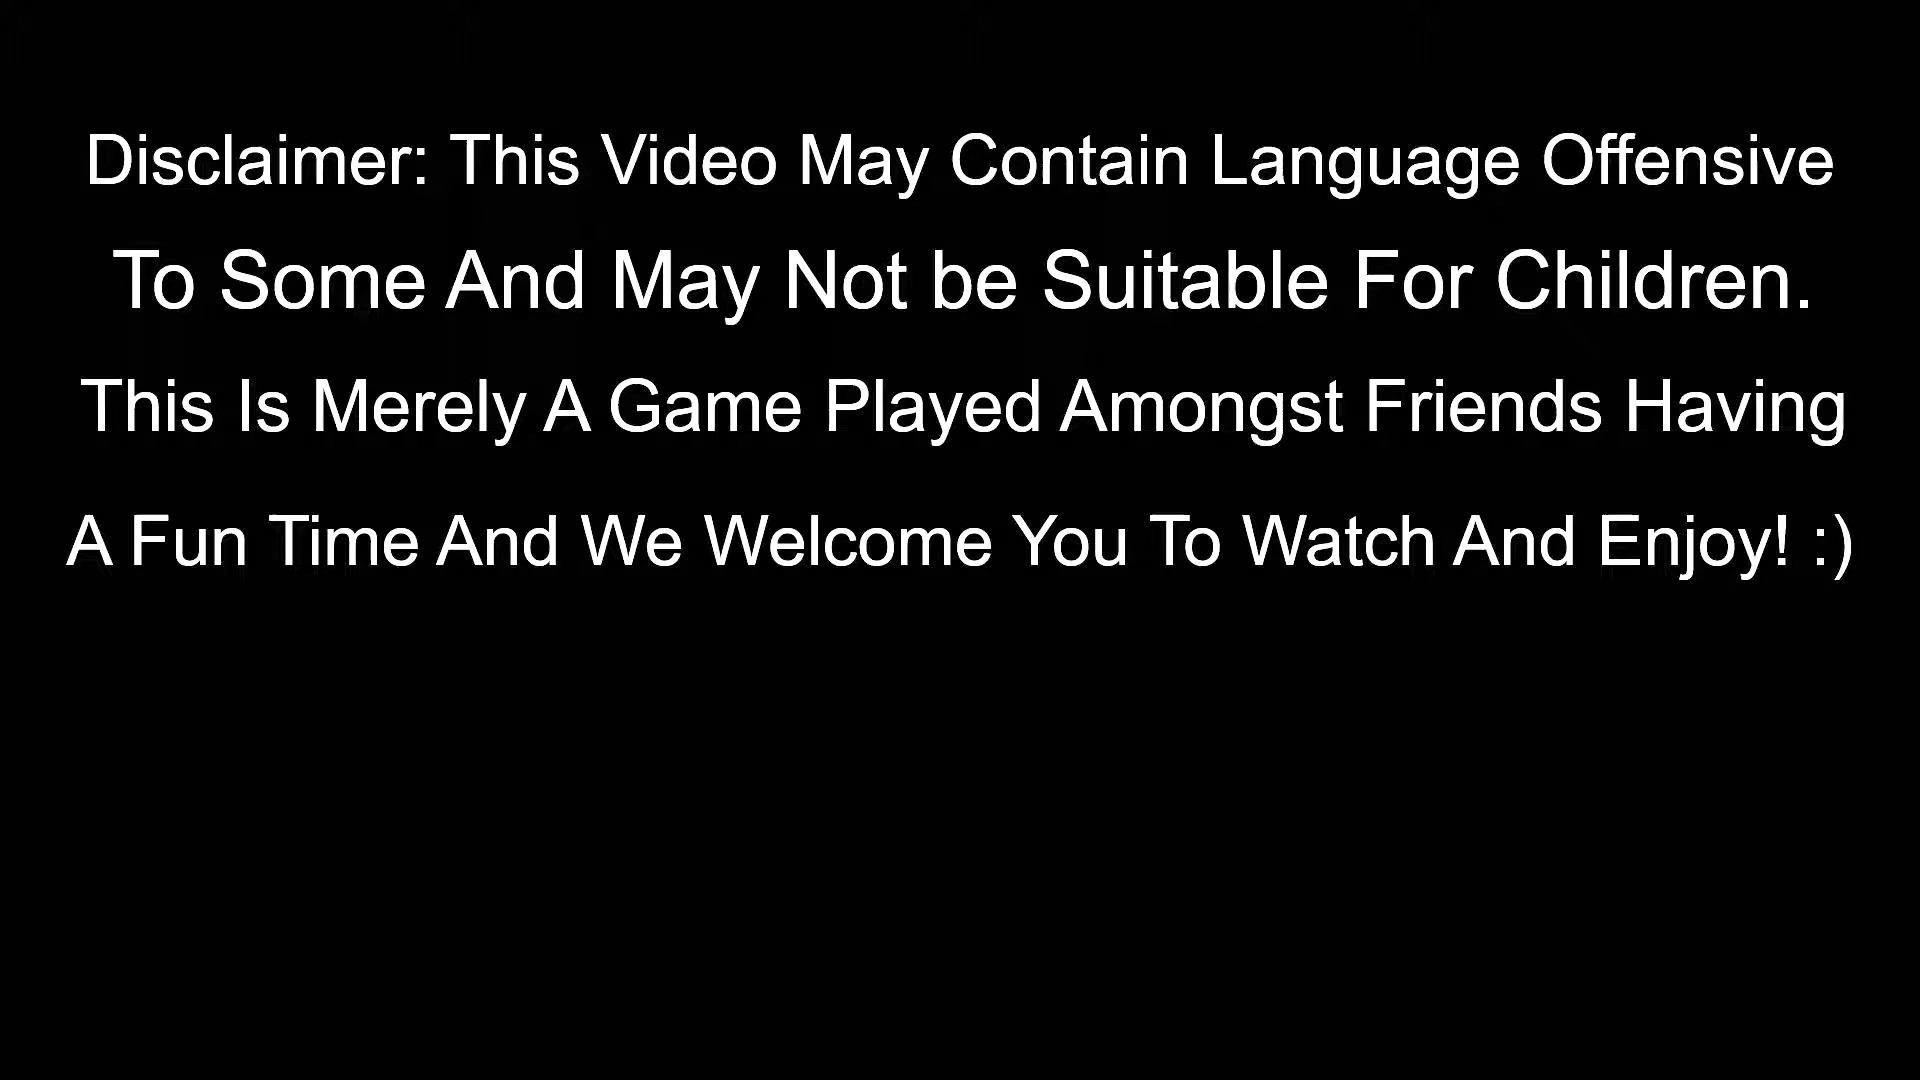 Disclaimer: This Video May Contain Language Offensive
To Some And May Not be Suitable For Children.
This Is Merely A Game Played Amongst Friends Having
A Fun Time And We Welcome You To Watch And Enjoy! :)